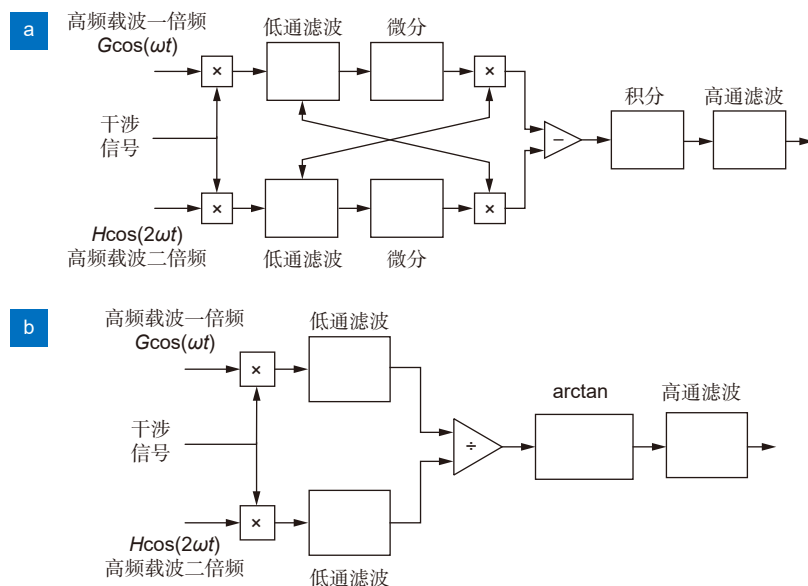 a
高频载波一倍频
Gcos(ωt)
低通滤波
微分
×
×
干涉
信号
积分
高通滤波
−
×
×
Hcos(2ωt)
高频载波二倍频
低通滤波
微分
b
高频载波一倍频
Gcos(ωt)
低通滤波
×
arctan
高通滤波
干涉
信号
÷
×
Hcos(2ωt)
高频载波二倍频
低通滤波